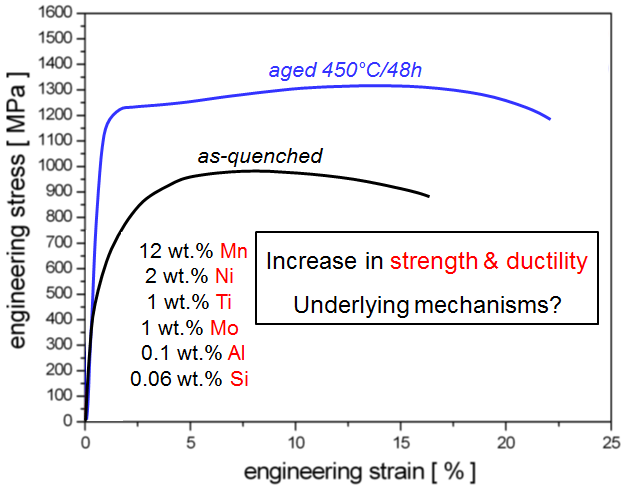 engineering stress [ MPa]
1600
1500
1400
1300
1200
1100
1000
900
800
700
600
500
400
300
200
100
0
aged 450°C/48h
as-quenched
12 wt.% Mn
2 wt.% Ni
1 wt.% Ti
1 wt.% Mo
0.1 wt.% Al
0.06 wt.% Si
Increase in strength & ductility
Underlying mechanisms?
0 5 10 15 20 25
engineering strain [ % ]